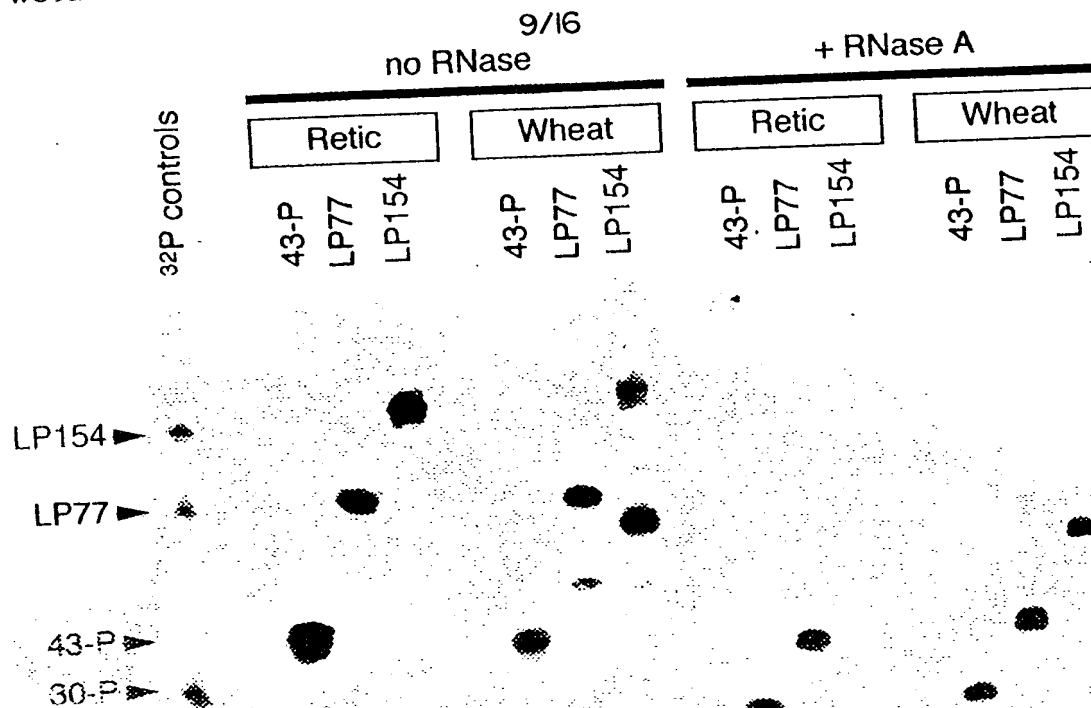 9/16
no RNase
+ RNase A
Retic
Wheat
Retic
Wheat
32P controls
43-P
LP77
LP154
43-P
LP77
LP154
43-P
LP77
LP154
43-P
LP77
LP154
LP154
LP77
43-P
30-P